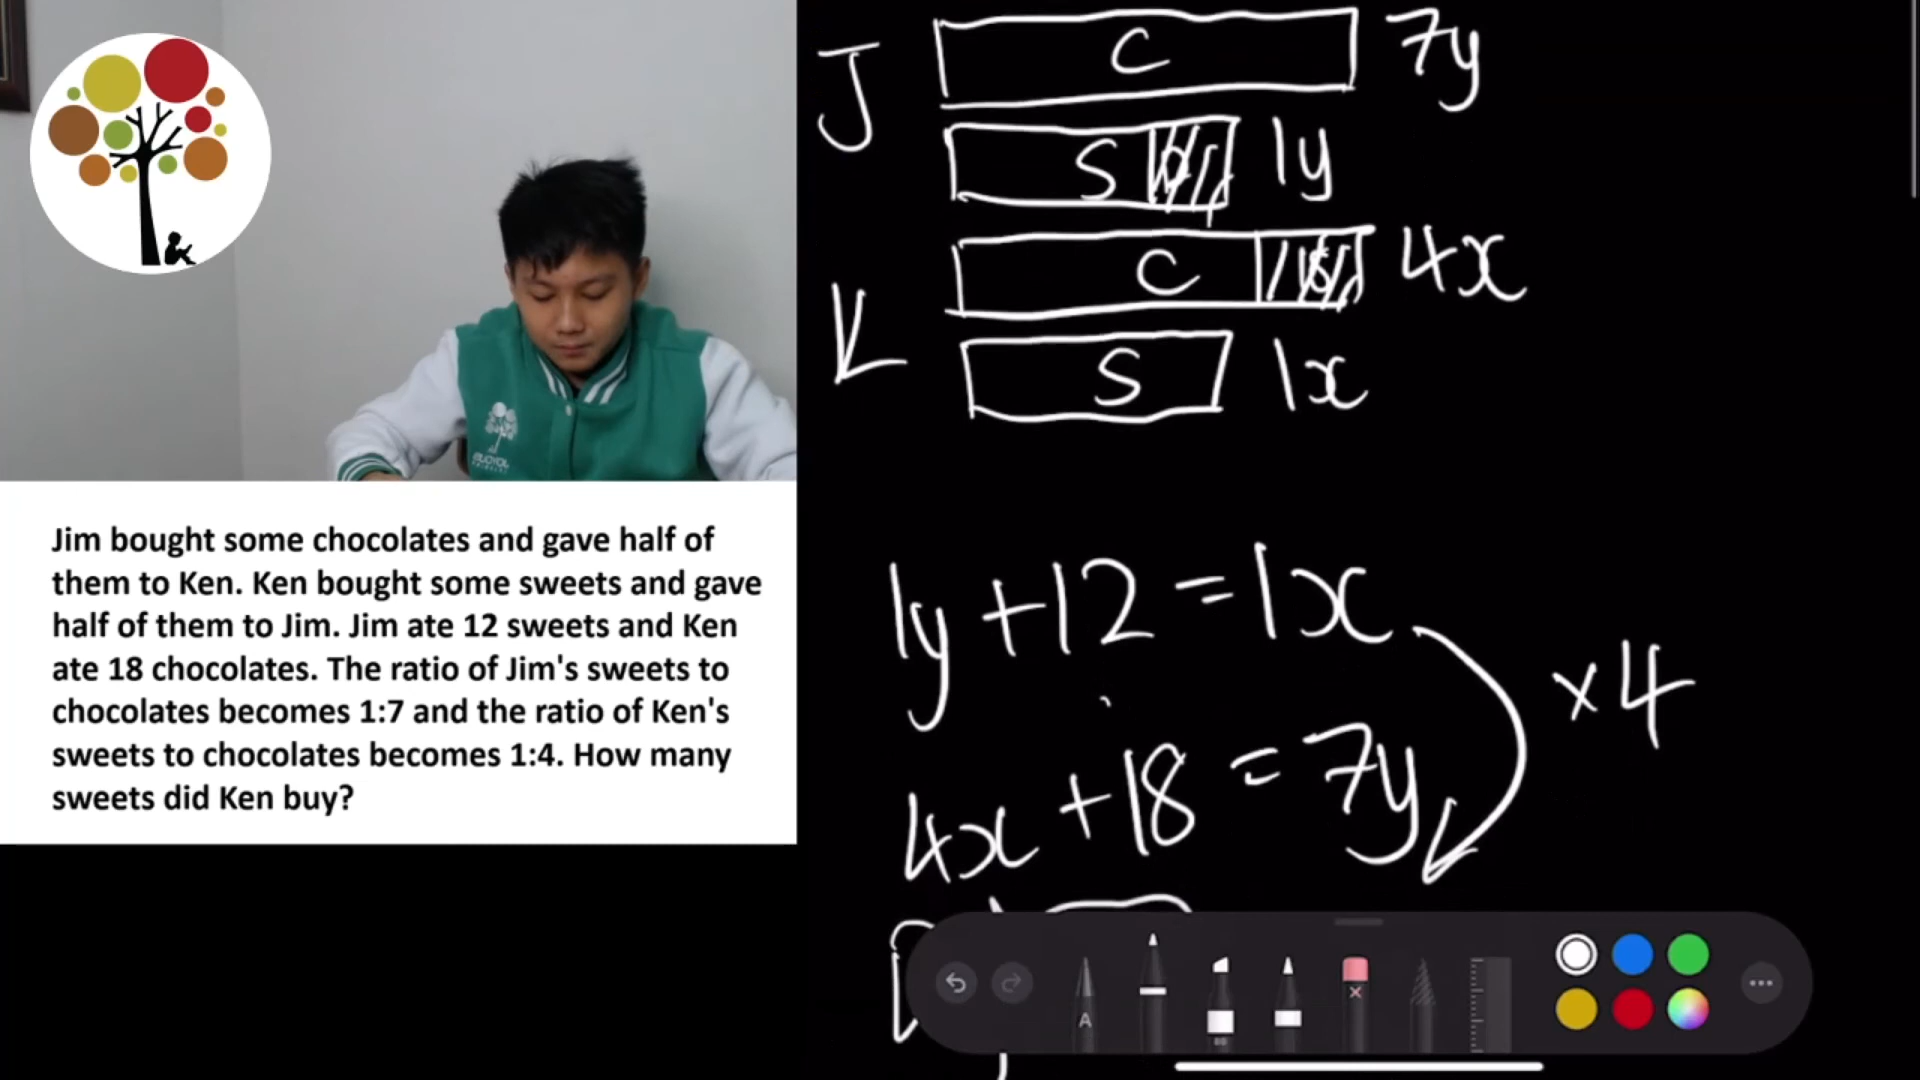 J
C
7y
S
1y
K
C
18
4x
S
1x
Jim bought some chocolates and gave half of
them to Ken. Ken bought some sweets and gave
half of them to Jim. Jim ate 12 sweets and Ken
ate 18 chocolates. The ratio of Jim's sweets to
chocolates becomes 1:7 and the ratio of Ken's
sweets to chocolates becomes 1:4. How many
sweets did Ken buy?
1y + 12 = 1x
×4
4x + 18 = 7y
A